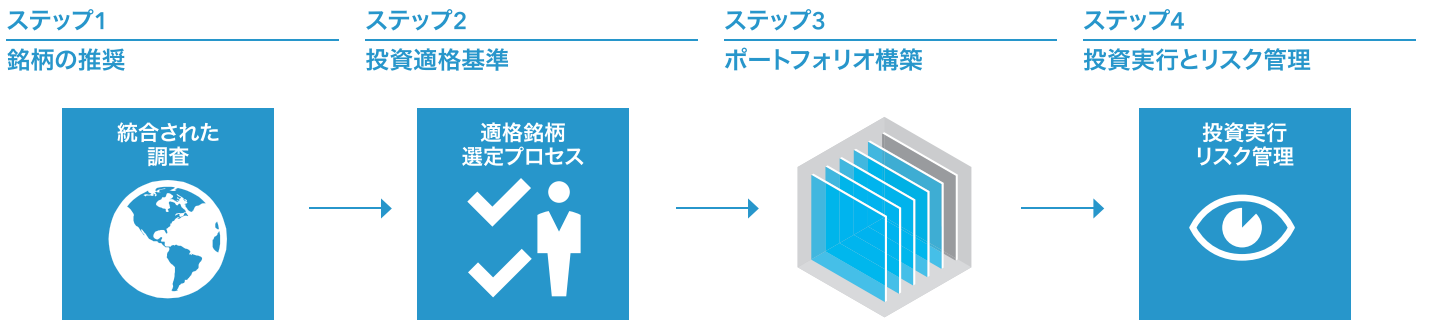 ステップ1
銘柄の推奨
統合された
調査
ステップ2
投資適格基準
適格銘柄
選定プロセス
ステップ3
ポートフォリオ構築
ステップ4
投資実行とリスク管理
投資実行
リスク管理